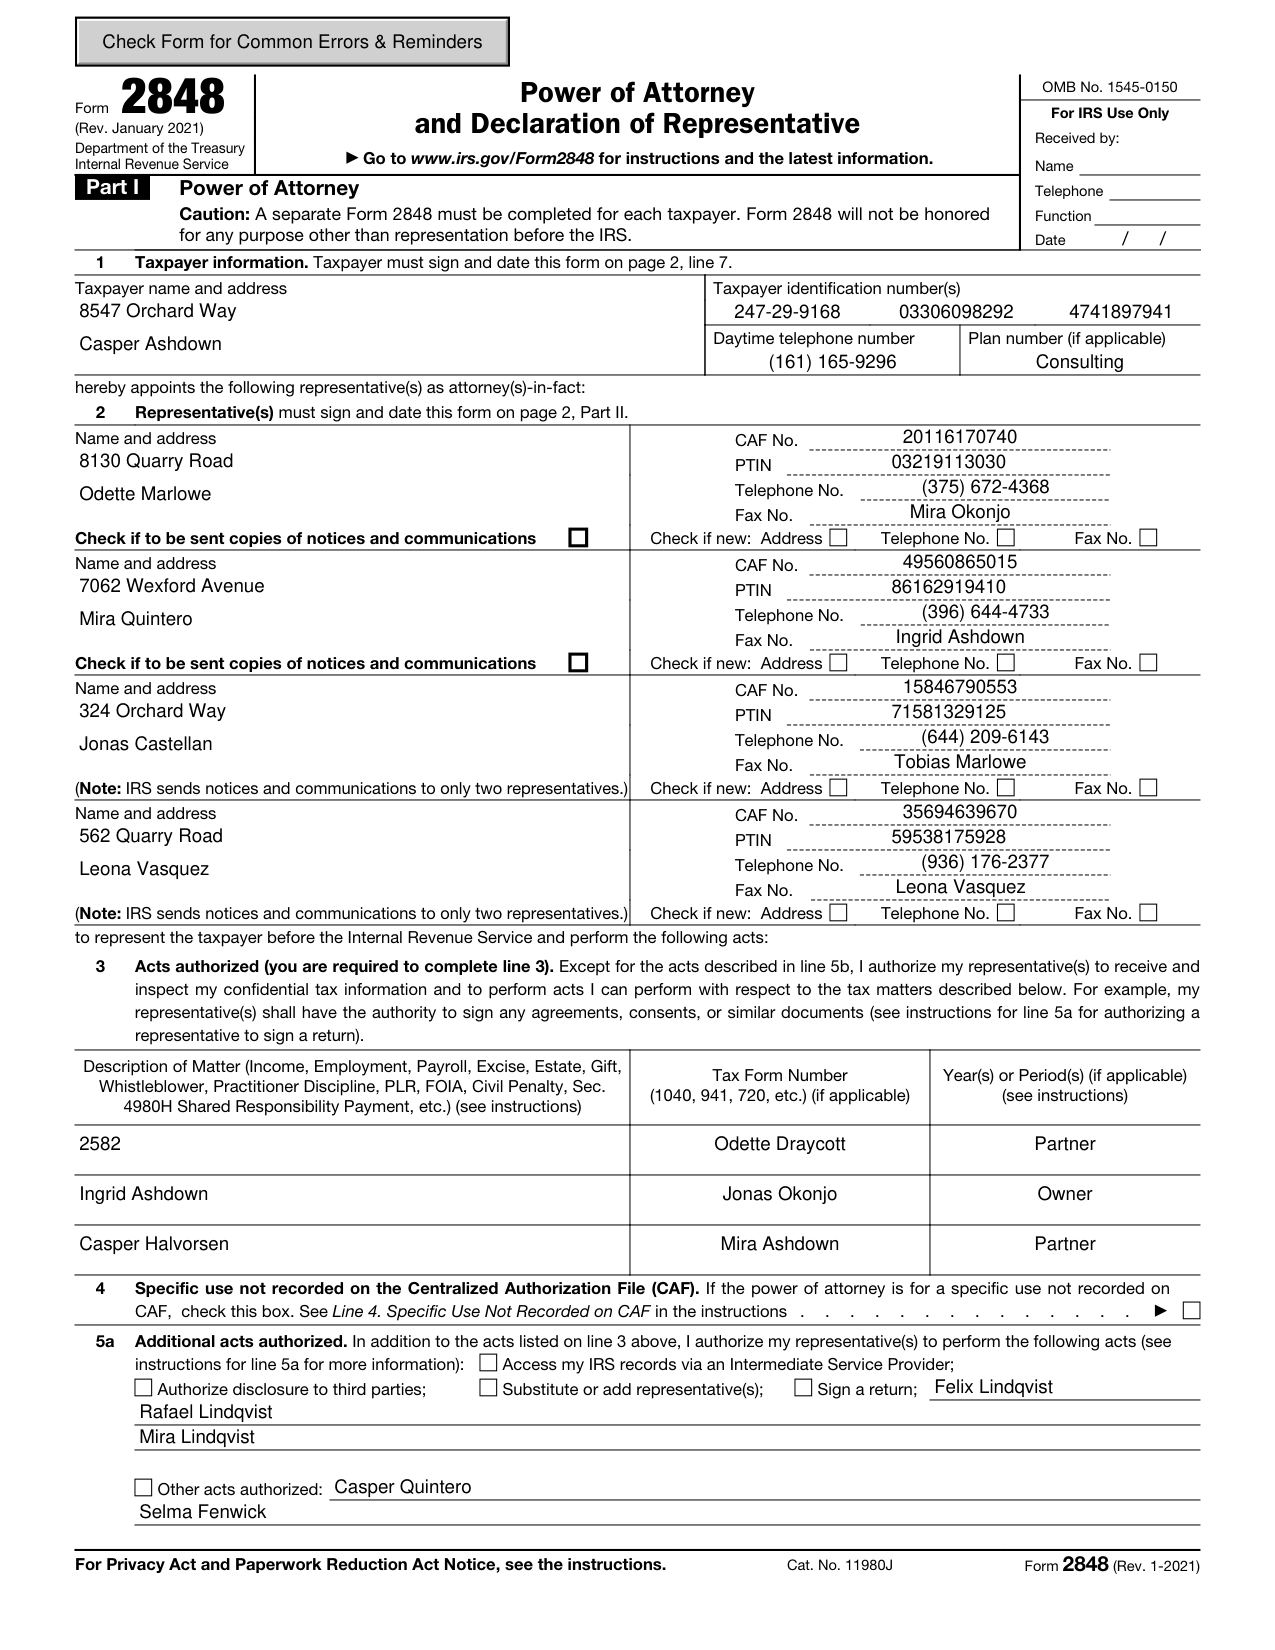 Check Form for Common Errors & Reminders
Form 2848
(Rev. January 2021)
Department of the Treasury
Internal Revenue Service
Power of Attorney
and Declaration of Representative
▶ Go to www.irs.gov/Form2848 for instructions and the latest information.
OMB No. 1545-0150
For IRS Use Only
Received by:
Name
Telephone
Function
Date / /
Part I Power of Attorney
Caution: A separate Form 2848 must be completed for each taxpayer. Form 2848 will not be honored
for any purpose other than representation before the IRS.
1 Taxpayer information. Taxpayer must sign and date this form on page 2, line 7.
Taxpayer name and address
8547 Orchard Way
Casper Ashdown
Taxpayer identification number(s)
247-29-9168 03306098292 4741897941
Daytime telephone number
(161) 165-9296
Plan number (if applicable)
Consulting
hereby appoints the following representative(s) as attorney(s)-in-fact:
2 Representative(s) must sign and date this form on page 2, Part II.
Name and address
8130 Quarry Road
Odette Marlowe
CAF No. 20116170740
PTIN 03219113030
Telephone No. (375) 672-4368
Fax No. Mira Okonjo
Check if to be sent copies of notices and communications
Check if new: Address Telephone No. Fax No.
Name and address
7062 Wexford Avenue
Mira Quintero
CAF No. 49560865015
PTIN 86162919410
Telephone No. (396) 644-4733
Fax No. Ingrid Ashdown
Check if to be sent copies of notices and communications
Check if new: Address Telephone No. Fax No.
Name and address
324 Orchard Way
Jonas Castellan
CAF No. 15846790553
PTIN 71581329125
Telephone No. (644) 209-6143
Fax No. Tobias Marlowe
(Note: IRS sends notices and communications to only two representatives.)
Check if new: Address Telephone No. Fax No.
Name and address
562 Quarry Road
Leona Vasquez
CAF No. 35694639670
PTIN 59538175928
Telephone No. (936) 176-2377
Fax No. Leona Vasquez
(Note: IRS sends notices and communications to only two representatives.)
Check if new: Address Telephone No. Fax No.
to represent the taxpayer before the Internal Revenue Service and perform the following acts:
3 Acts authorized (you are required to complete line 3). Except for the acts described in line 5b, I authorize my representative(s) to receive and
inspect my confidential tax information and to perform acts I can perform with respect to the tax matters described below. For example, my
representative(s) shall have the authority to sign any agreements, consents, or similar documents (see instructions for line 5a for authorizing a
representative to sign a return).
Description of Matter (Income, Employment, Payroll, Excise, Estate, Gift,
Whistleblower, Practitioner Discipline, PLR, FOIA, Civil Penalty, Sec.
4980H Shared Responsibility Payment, etc.) (see instructions)
Tax Form Number
(1040, 941, 720, etc.) (if applicable)
Year(s) or Period(s) (if applicable)
(see instructions)
2582 Odette Draycott Partner
Ingrid Ashdown Jonas Okonjo Owner
Casper Halvorsen Mira Ashdown Partner
4 Specific use not recorded on the Centralized Authorization File (CAF). If the power of attorney is for a specific use not recorded on
CAF, check this box. See Line 4. Specific Use Not Recorded on CAF in the instructions . . . . . . . . . . . . . ▶
5a Additional acts authorized. In addition to the acts listed on line 3 above, I authorize my representative(s) to perform the following acts (see
instructions for line 5a for more information): Access my IRS records via an Intermediate Service Provider;
Authorize disclosure to third parties; Substitute or add representative(s); Sign a return; Felix Lindqvist
Rafael Lindqvist
Mira Lindqvist
Other acts authorized: Casper Quintero
Selma Fenwick
For Privacy Act and Paperwork Reduction Act Notice, see the instructions. Cat. No. 11980J Form 2848 (Rev. 1-2021)